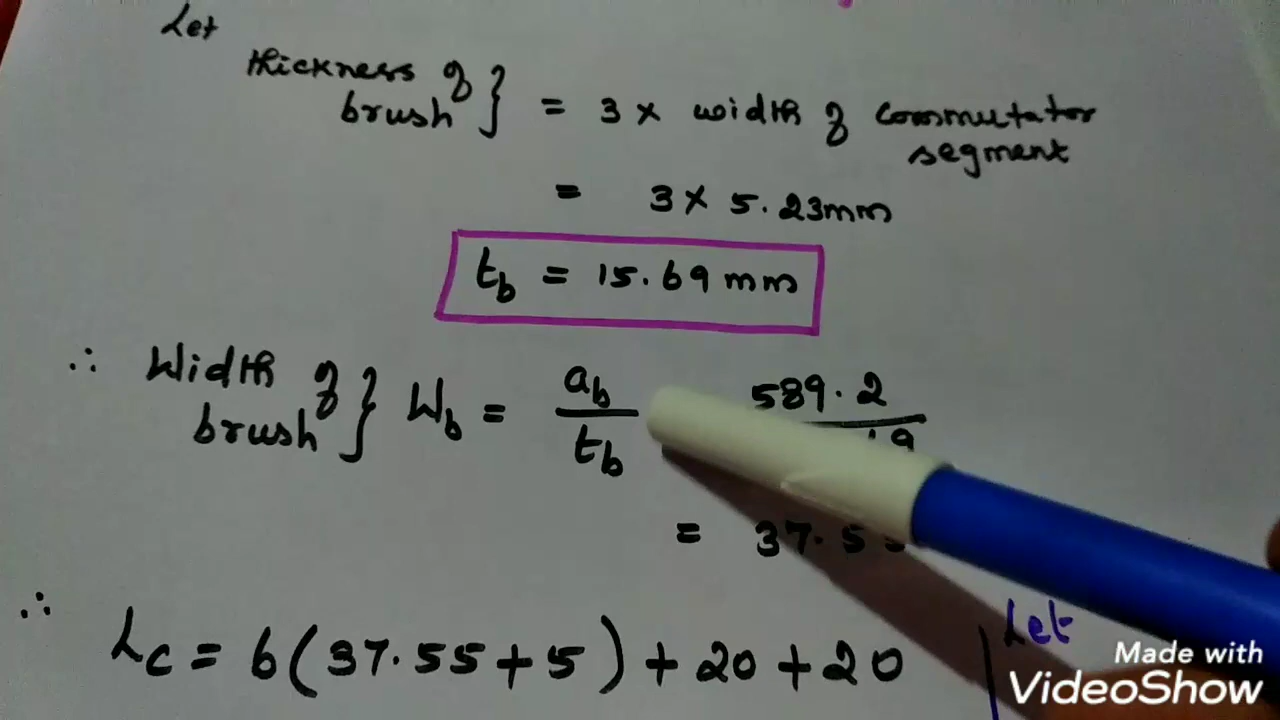 Let
thickness of
brush } = 3 × width of commutator
segment
= 3 × 5.23mm
tb = 15.69 mm
∴ Width of
brush } Wb = ab / tb 589.2
= 37.55
∴ Lc = 6(37.55+5)+20+20 | Let
Made with
VideoShow